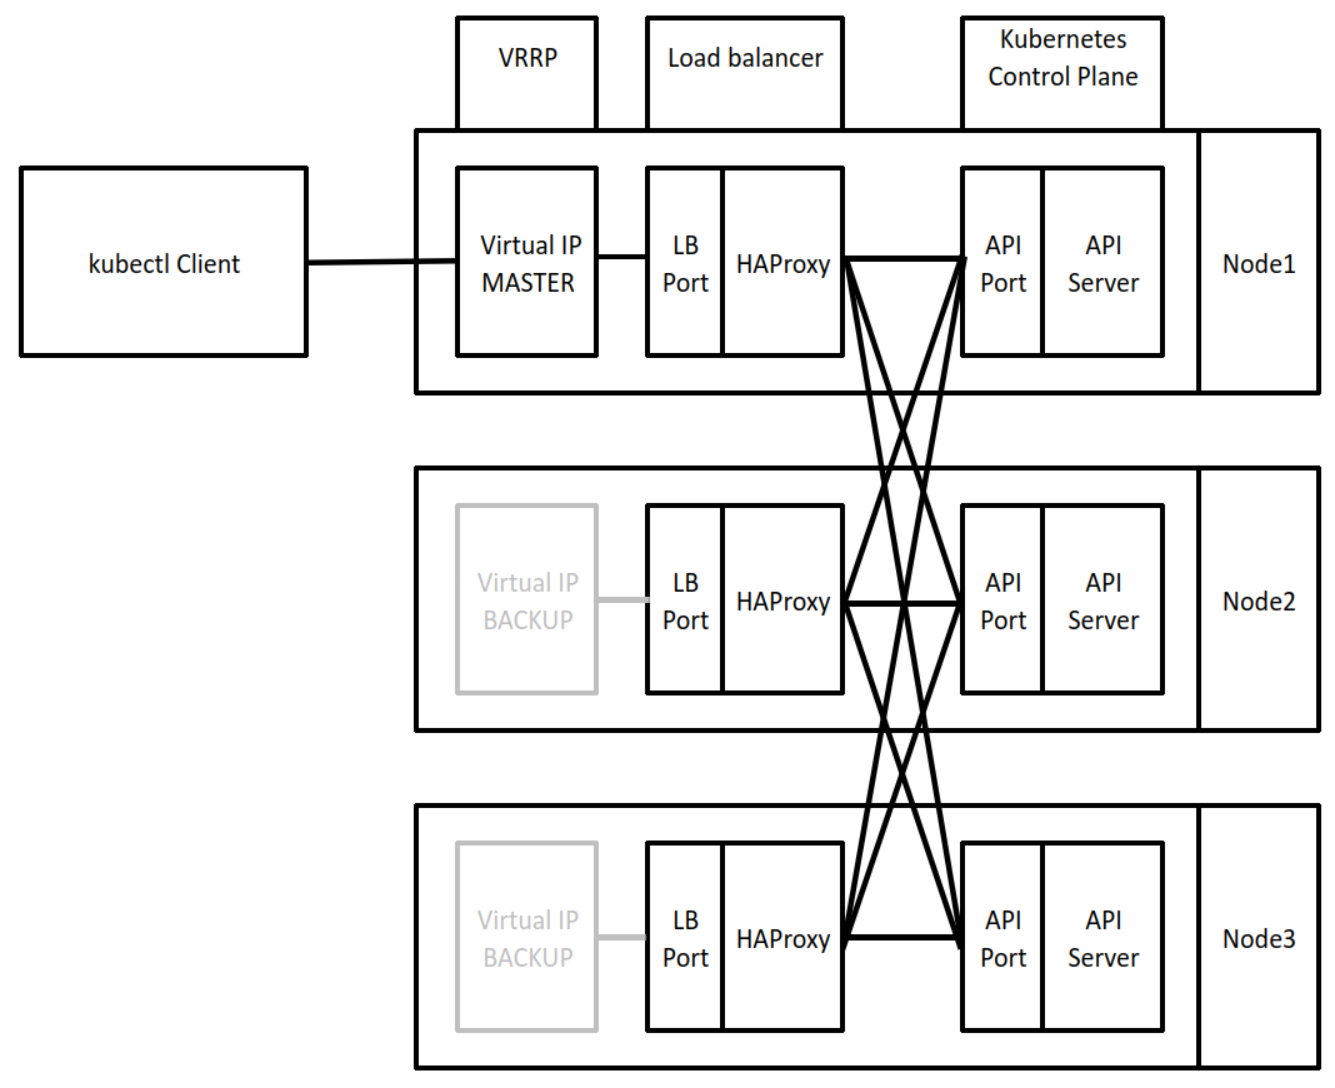 VRRP
Load balancer
Kubernetes
Control Plane
kubectl Client
Virtual IP
MASTER
LB
Port
HAProxy
API
Port
API
Server
Node1
Virtual IP
BACKUP
LB
Port
HAProxy
API
Port
API
Server
Node2
Virtual IP
BACKUP
LB
Port
HAProxy
API
Port
API
Server
Node3